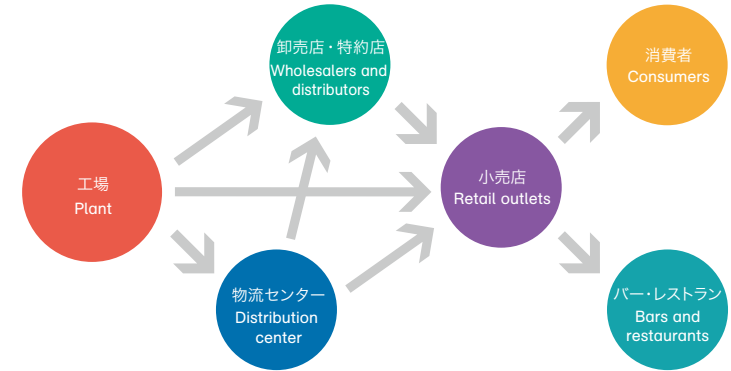 工場
Plant
卸売店・特約店
Wholesalers and
distributors
物流センター
Distribution
center
小売店
Retail outlets
消費者
Consumers
バー・レストラン
Bars and
restaurants